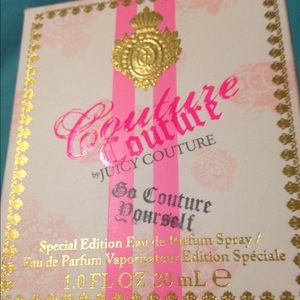 Couture
Couture
by JUICY COUTURE
Go Couture
Yourself
Special Edition Eau de Parfum Spray /
Eau de Parfum Vaporisateur Edition Spéciale
1.0 FL OZ 30 mL e